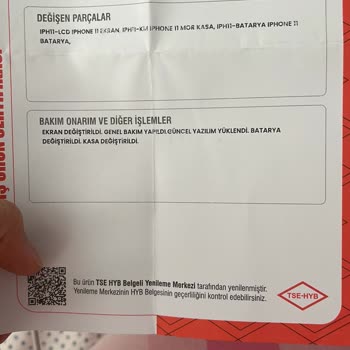 DEĞİŞEN PARÇALAR
IPH11-LCD IPHONE 11 EKRAN, IPH11-KM IPHONE 11 MOR KASA, IPH11-BATARYA IPHONE 11
BATARYA,
BAKIM ONARIM VE DİĞER İŞLEMLER
EKRAN DEĞİŞTİRİLDİ. GENEL BAKIM YAPILDI.GÜNCEL YAZILIM YÜKLENDİ. BATARYA
DEĞİŞTİRİLDİ. KASA DEĞİŞTİRİLDİ.
Bu ürün TSE HYB Belgeli Yenileme Merkezi tarafından yenilenmiştir.
Yenileme Merkezinin HYB Belgesinin geçerliliğini kontrol edebilirsiniz.
TSE-HYB